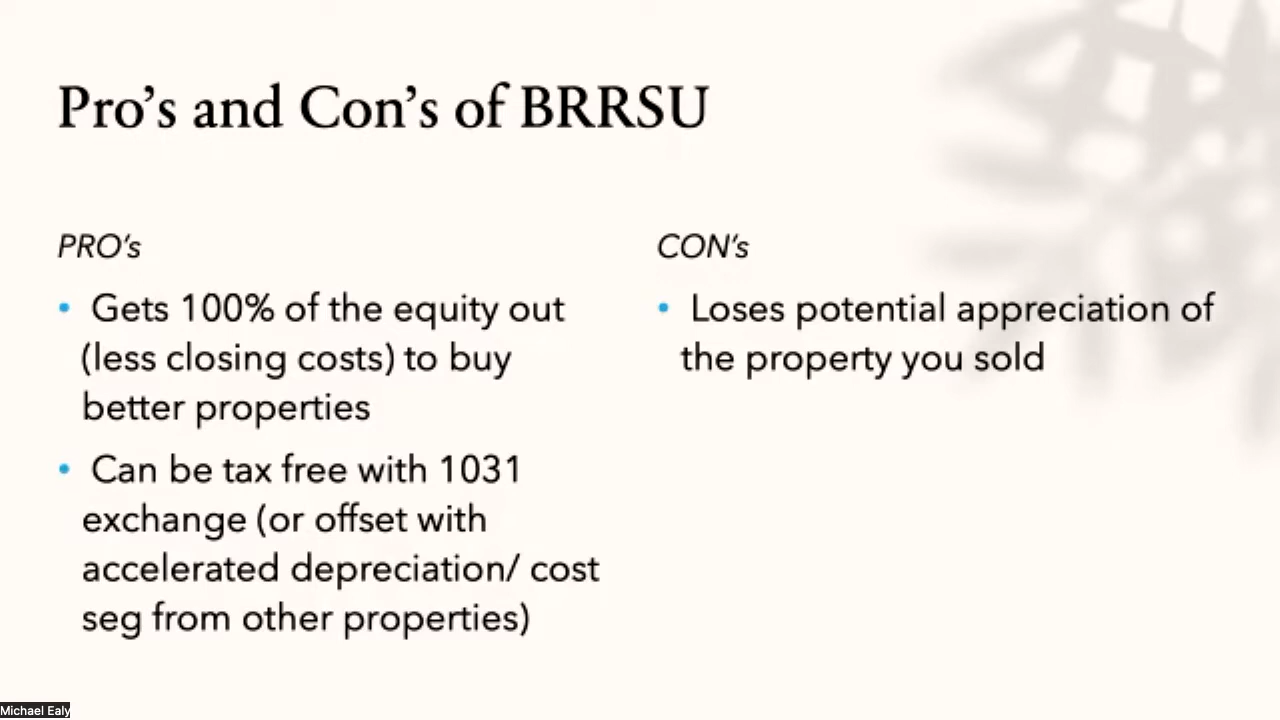 Pro’s and Con’s of BRRSU
PRO’s
• Gets 100% of the equity out
(less closing costs) to buy
better properties
• Can be tax free with 1031
exchange (or offset with
accelerated depreciation/ cost
seg from other properties)
CON’s
• Loses potential appreciation of
the property you sold
Michael Ealy